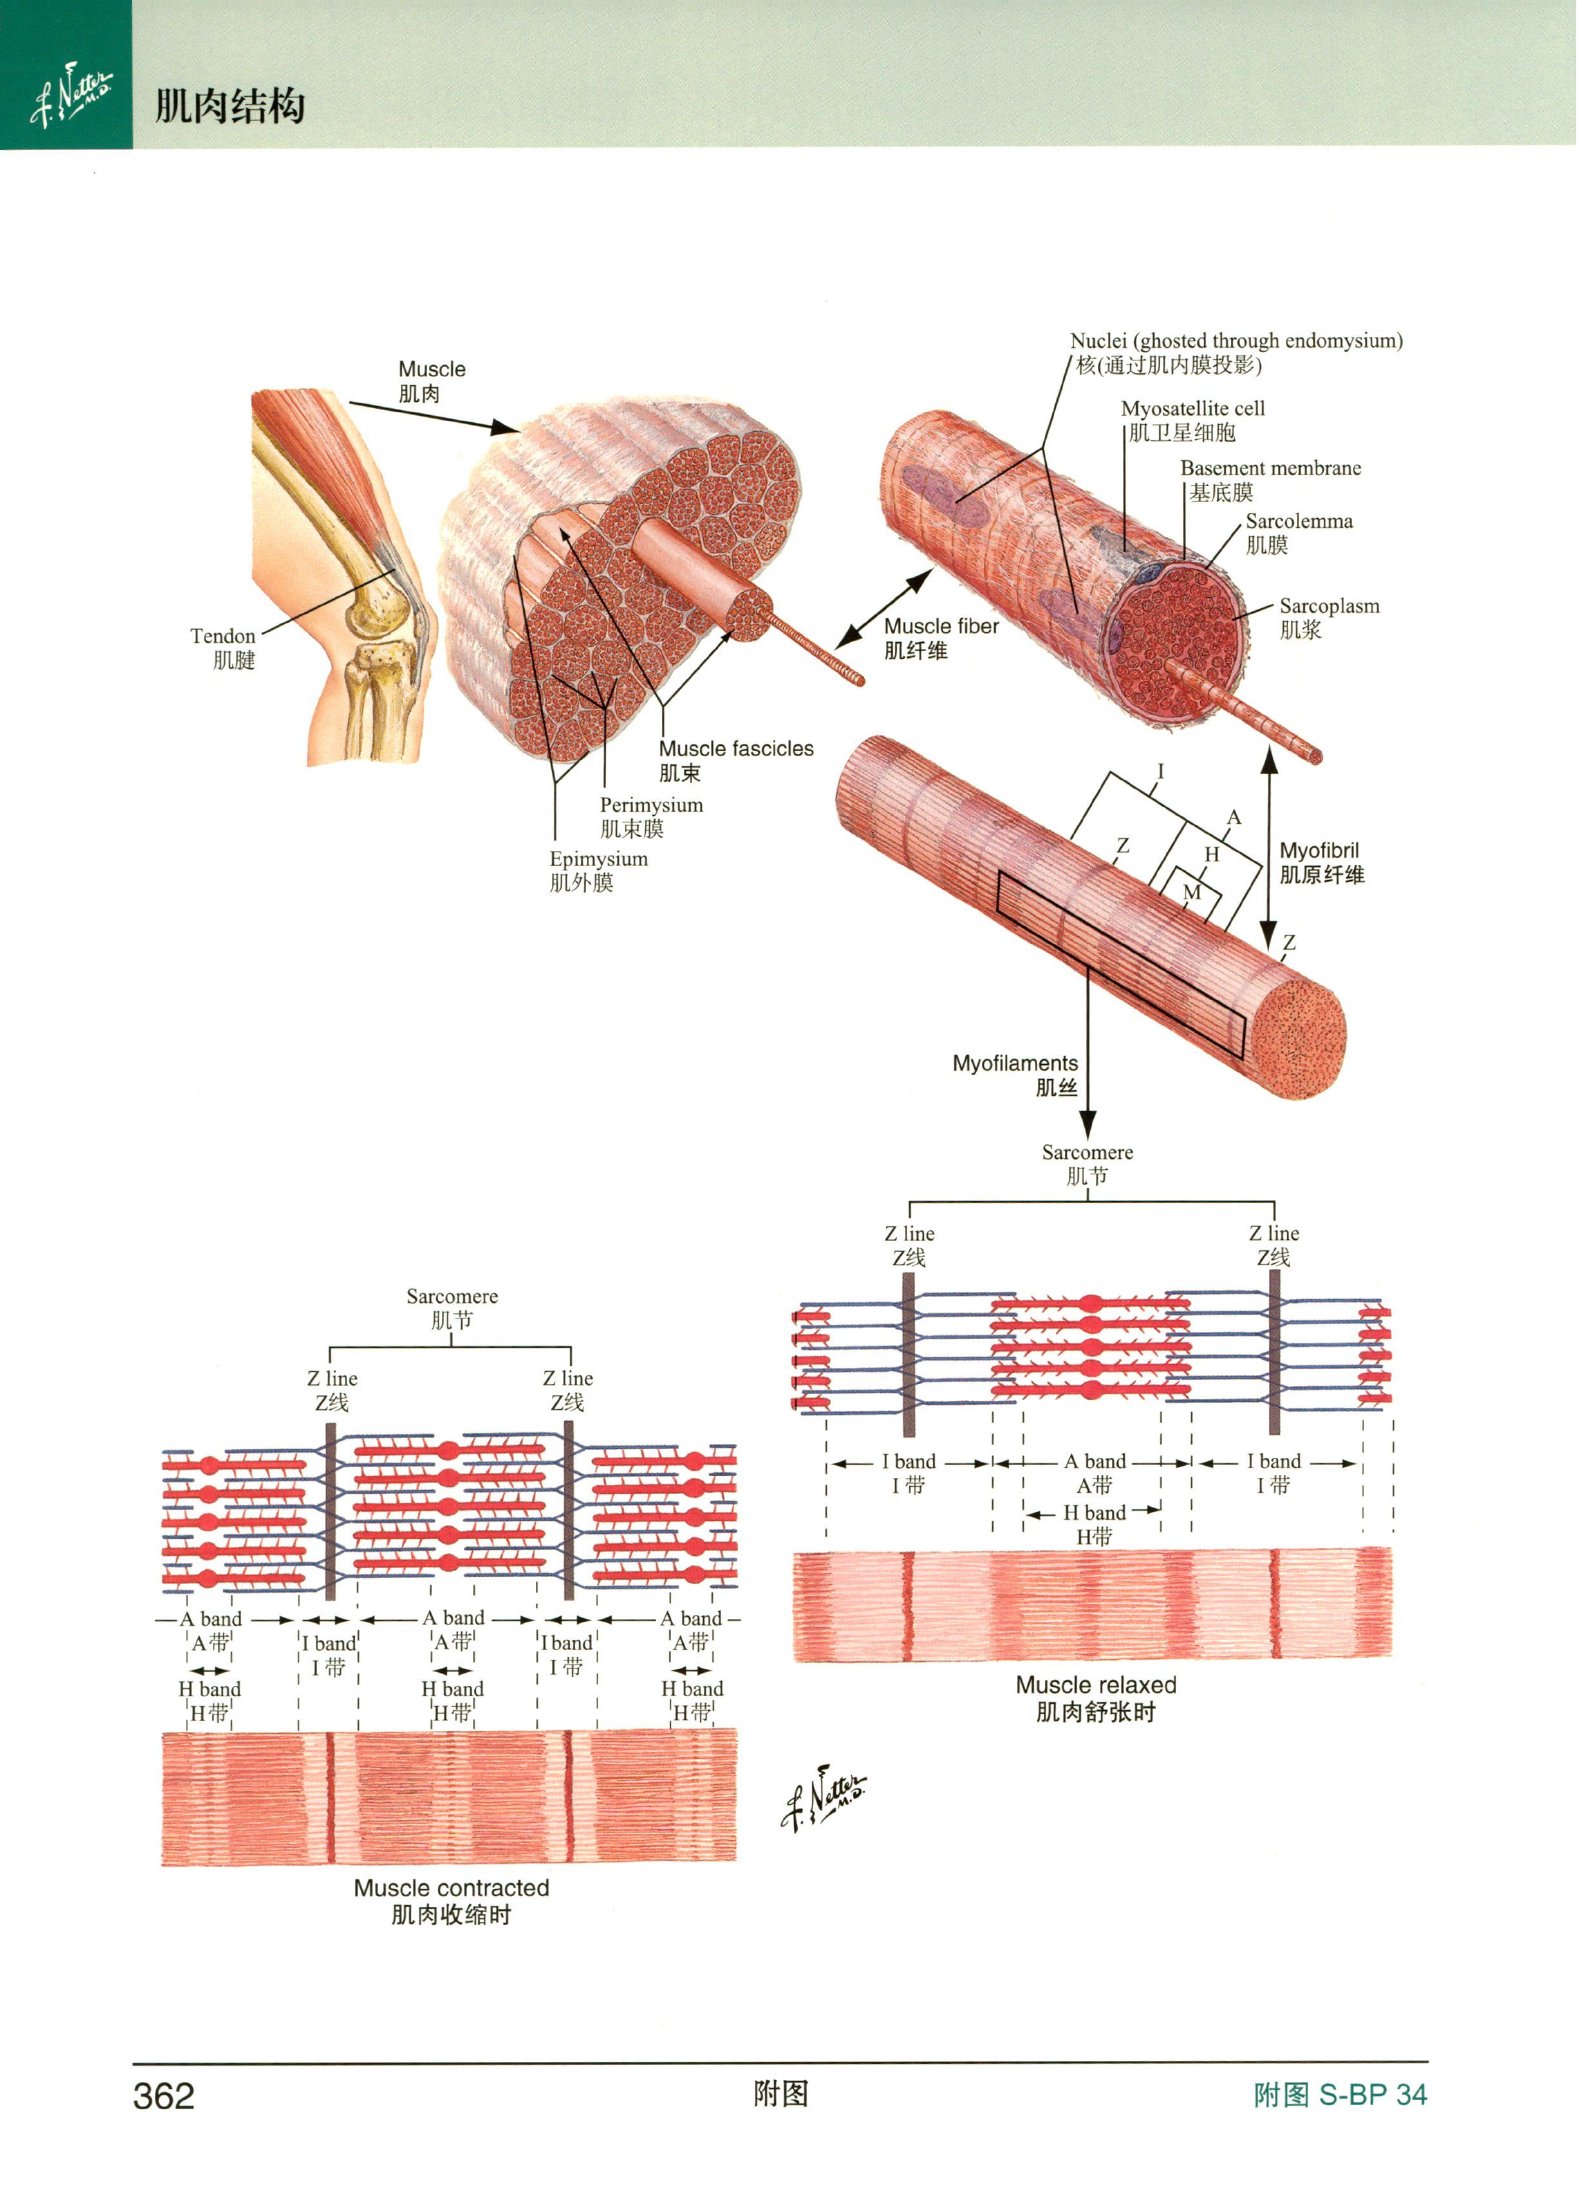 F. Netter M.D.
肌肉结构
Muscle
肌肉
Tendon
肌腱
Muscle fascicles
肌束
Perimysium
肌束膜
Epimysium
肌外膜
Nuclei (ghosted through endomysium)
核(通过肌内膜投影)
Myosatellite cell
肌卫星细胞
Basement membrane
基底膜
Sarcolemma
肌膜
Sarcoplasm
肌浆
Muscle fiber
肌纤维
I
A
Z
H
M
Z
Myofibril
肌原纤维
Myofilaments
肌丝
Sarcomere
肌节
Z line
Z线
Z line
Z线
I band
I 带
A band
A带
I band
I 带
H band
H带
Muscle relaxed
肌肉舒张时
Sarcomere
肌节
Z line
Z线
Z line
Z线
A band
A带
I band
I 带
A band
A带
I band
I 带
A band
A带
H band
H带
H band
H带
H band
H带
Muscle contracted
肌肉收缩时
F. Netter M.D.
362
附图
附图 S-BP 34